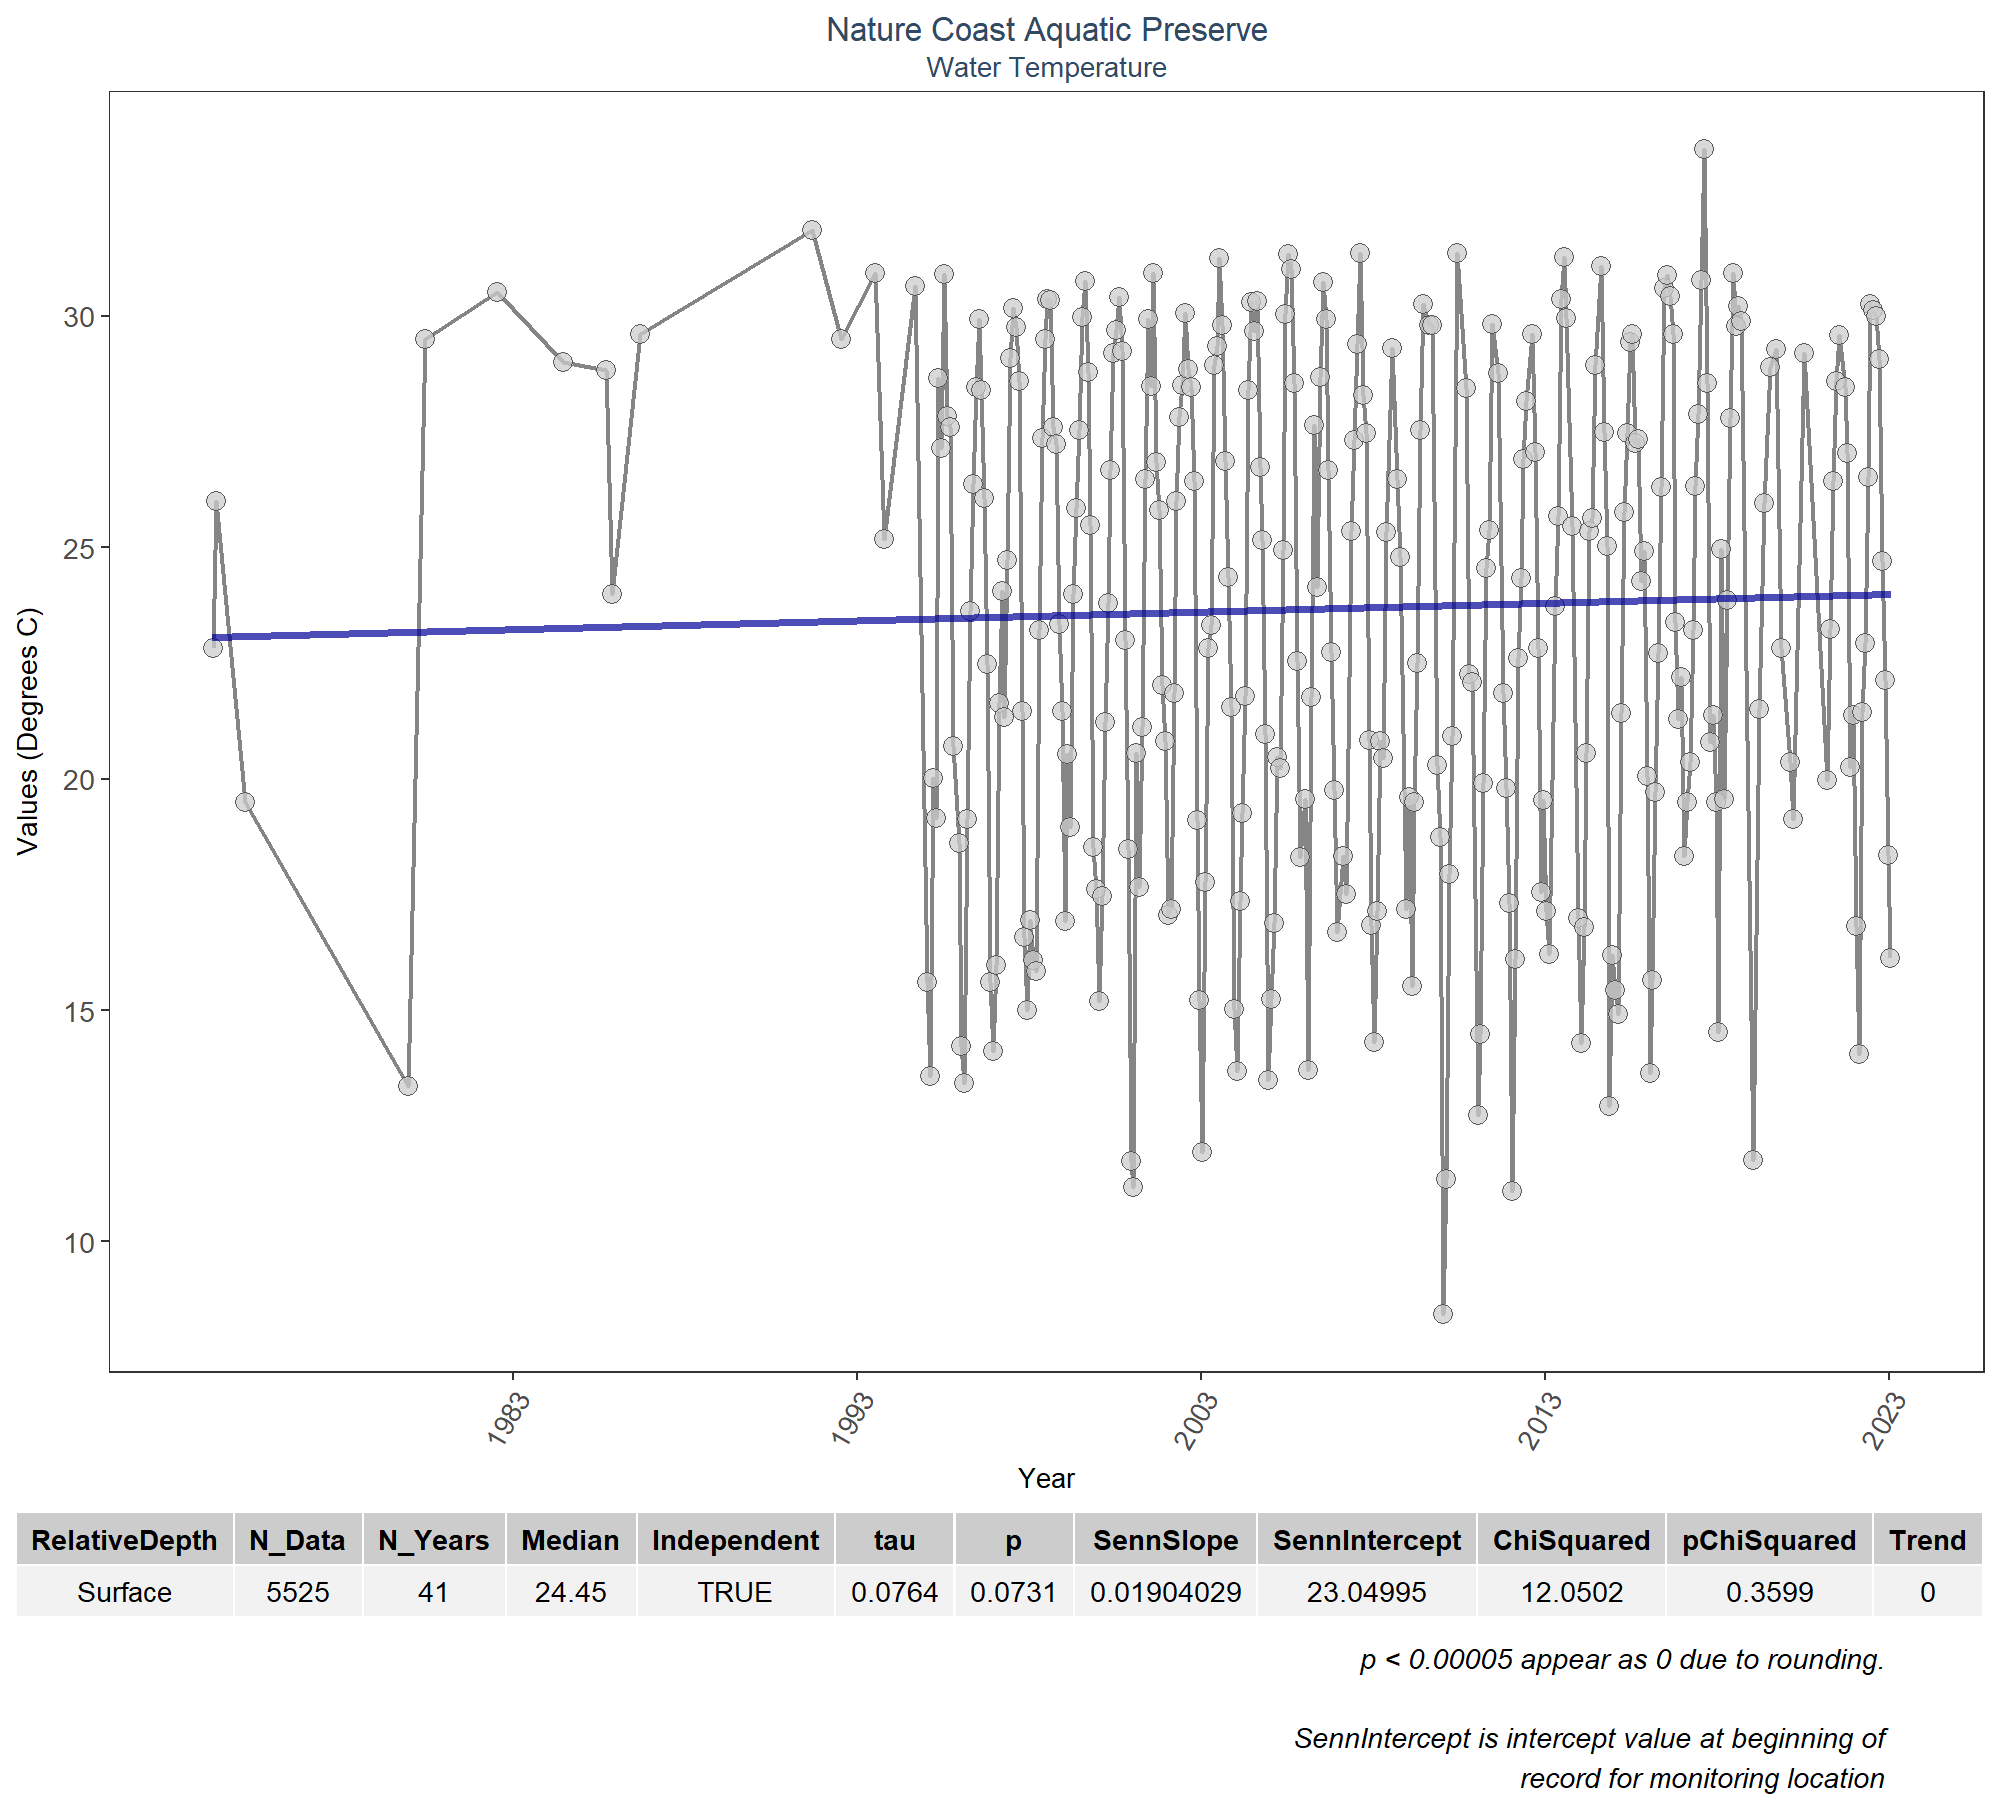 Nature Coast Aquatic Preserve
Water Temperature
Values (Degrees C)
30
25
20
15
10
1983
1993
2003
2013
2023
Year
RelativeDepth N_Data N_Years Median Independent tau p SennSlope SennIntercept ChiSquared pChiSquared Trend
Surface 5525 41 24.45 TRUE 0.0764 0.0731 0.01904029 23.04995 12.0502 0.3599 0
p < 0.00005 appear as 0 due to rounding.
SennIntercept is intercept value at beginning of
record for monitoring location